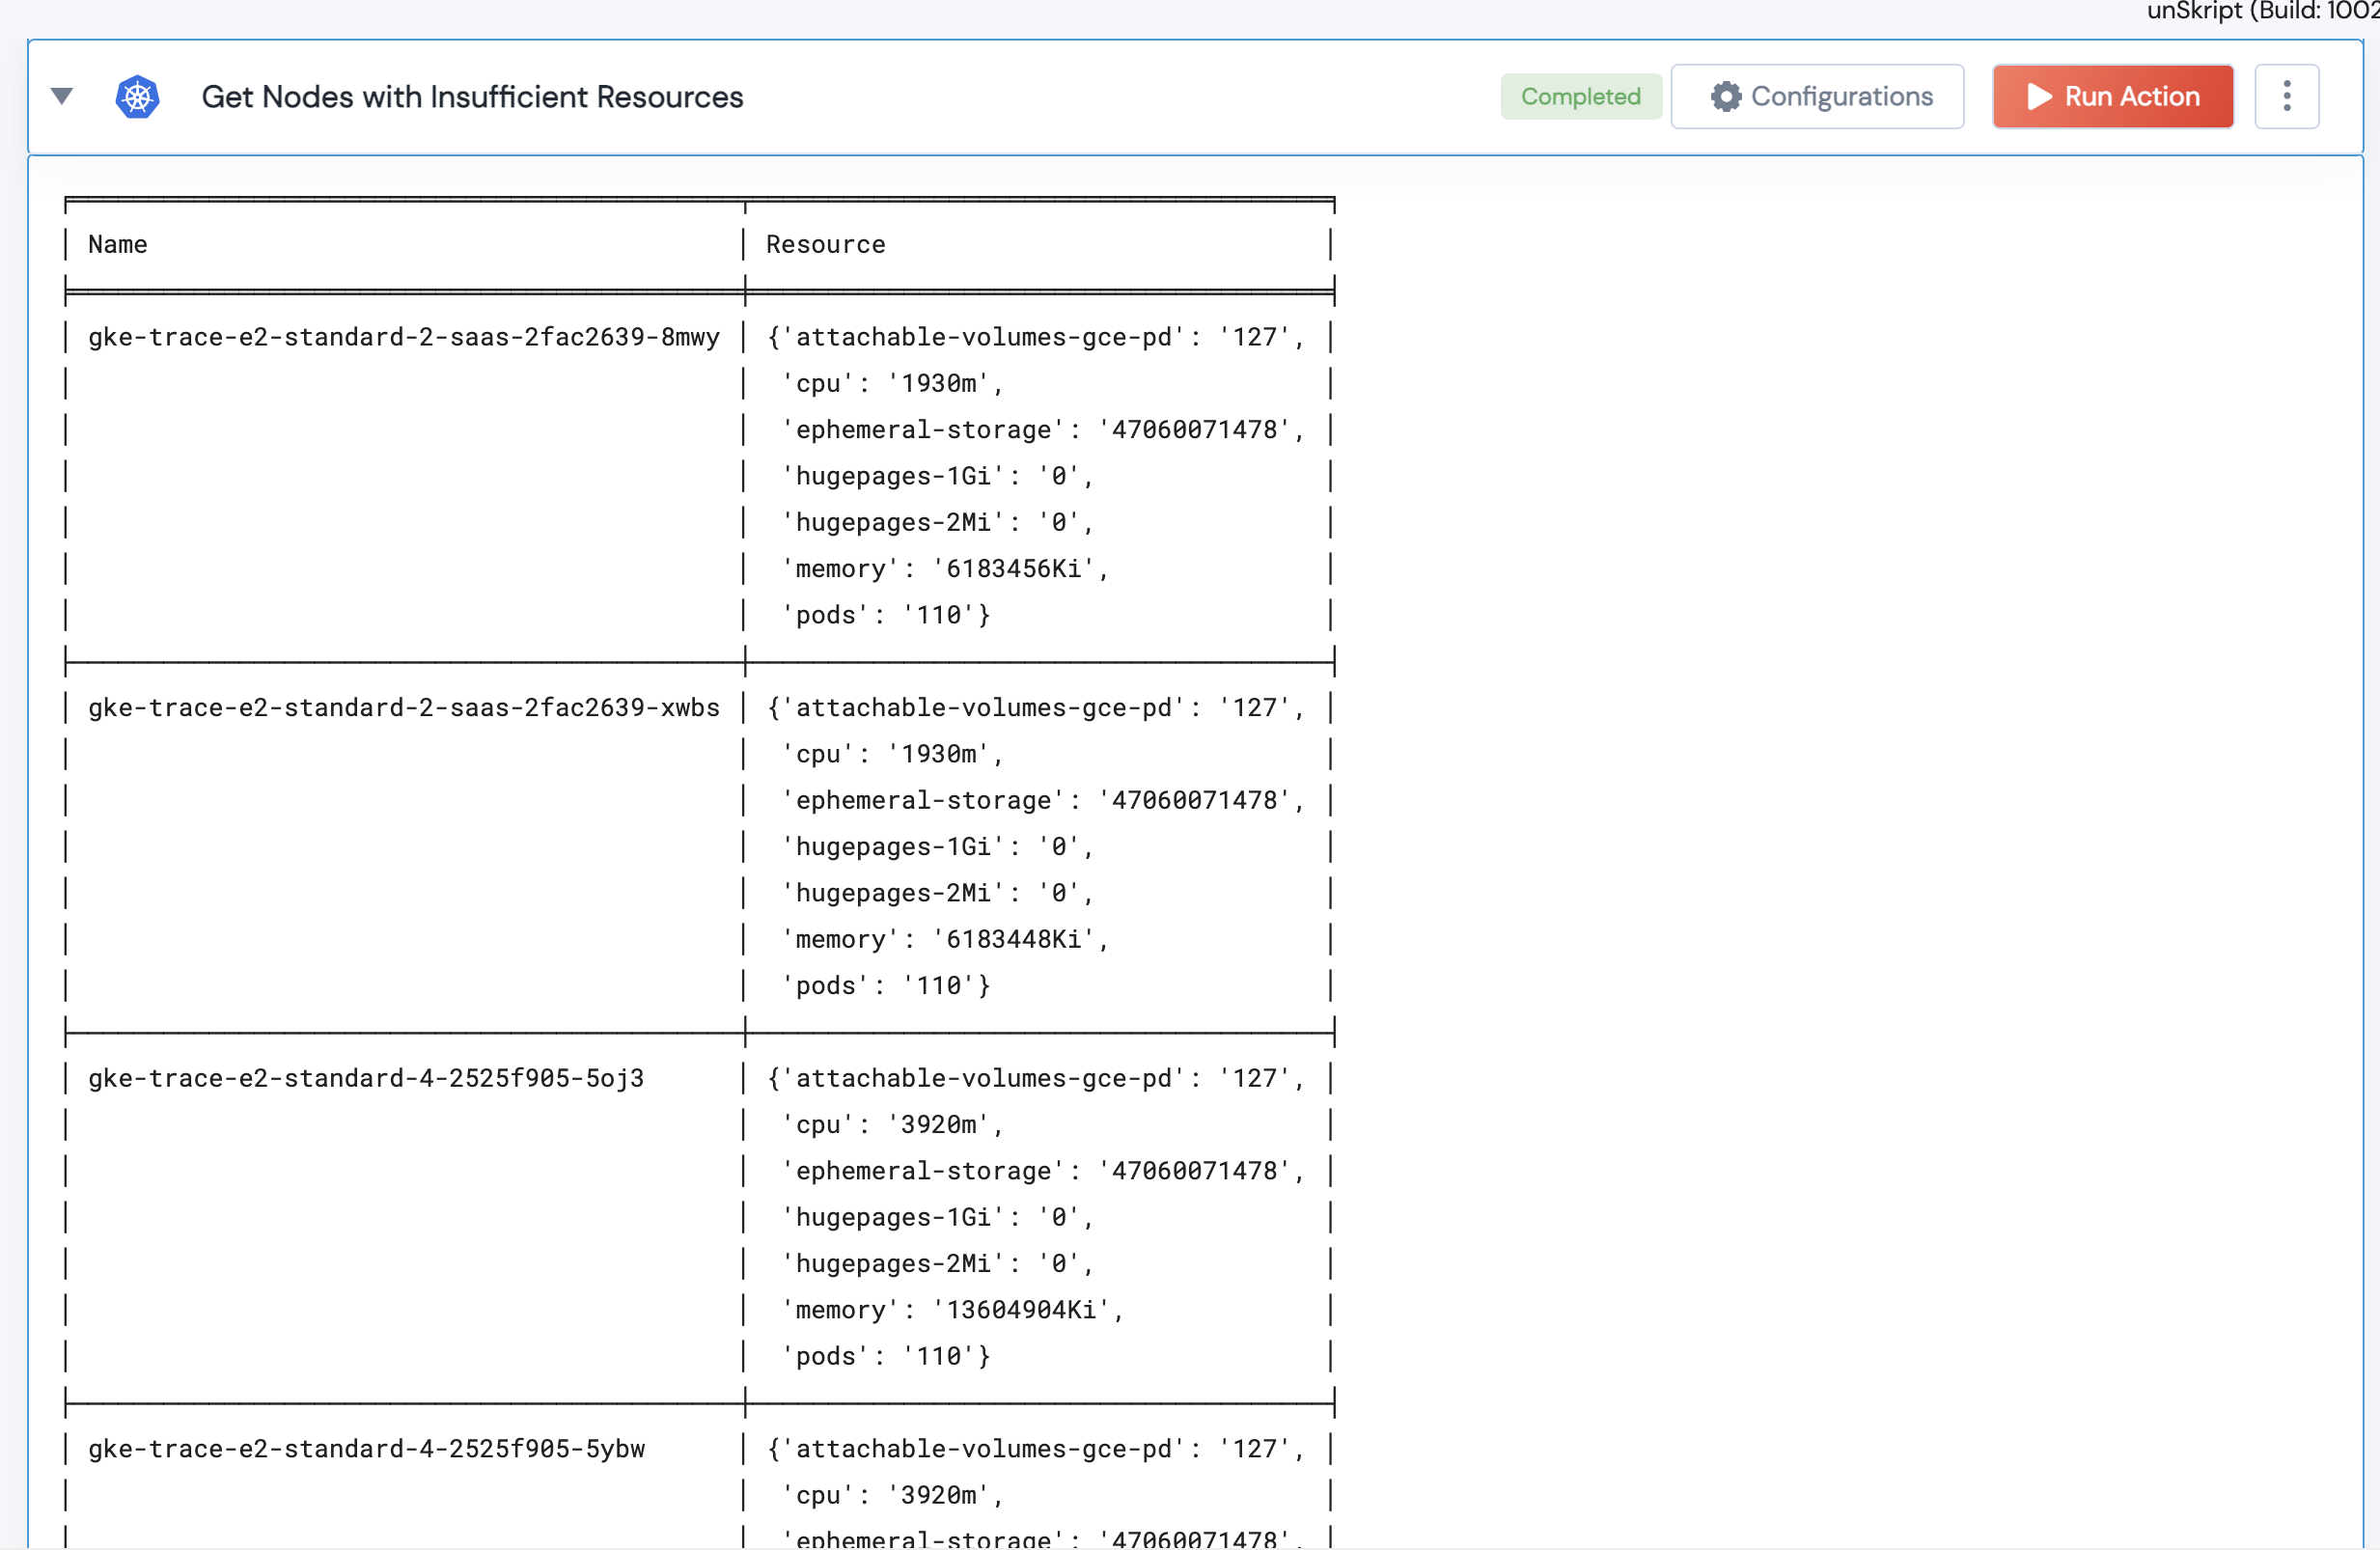 unSkript (Build: 1002
Get Nodes with Insufficient Resources Completed Configurations Run Action
Name Resource
gke-trace-e2-standard-2-saas-2fac2639-8mwy {'attachable-volumes-gce-pd': '127',
'cpu': '1930m',
'ephemeral-storage': '47060071478',
'hugepages-1Gi': '0',
'hugepages-2Mi': '0',
'memory': '6183456Ki',
'pods': '110'}
gke-trace-e2-standard-2-saas-2fac2639-xwbs {'attachable-volumes-gce-pd': '127',
'cpu': '1930m',
'ephemeral-storage': '47060071478',
'hugepages-1Gi': '0',
'hugepages-2Mi': '0',
'memory': '6183448Ki',
'pods': '110'}
gke-trace-e2-standard-4-2525f905-5oj3 {'attachable-volumes-gce-pd': '127',
'cpu': '3920m',
'ephemeral-storage': '47060071478',
'hugepages-1Gi': '0',
'hugepages-2Mi': '0',
'memory': '13604904Ki',
'pods': '110'}
gke-trace-e2-standard-4-2525f905-5ybw {'attachable-volumes-gce-pd': '127',
'cpu': '3920m',
'ephemeral-storage': '47060071478',